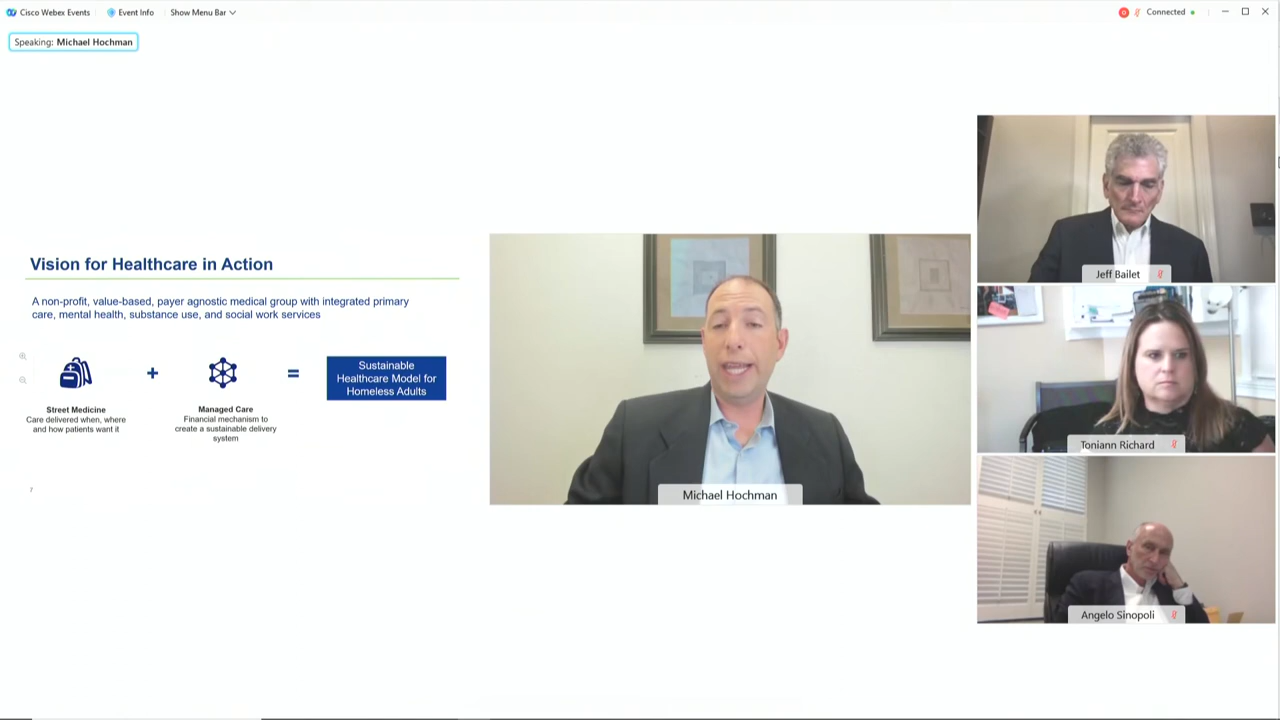 Cisco Webex Events
Event Info
Show Menu Bar
Connected
Speaking: Michael Hochman
Vision for Healthcare in Action
A non-profit, value-based, payer agnostic medical group with integrated primary
care, mental health, substance use, and social work services
+
=
Sustainable
Healthcare Model for
Homeless Adults
Street Medicine
Care delivered when, where
and how patients want it
Managed Care
Financial mechanism to
create a sustainable delivery
system
7
Michael Hochman
Jeff Bailet
Toniann Richard
Angelo Sinopoli